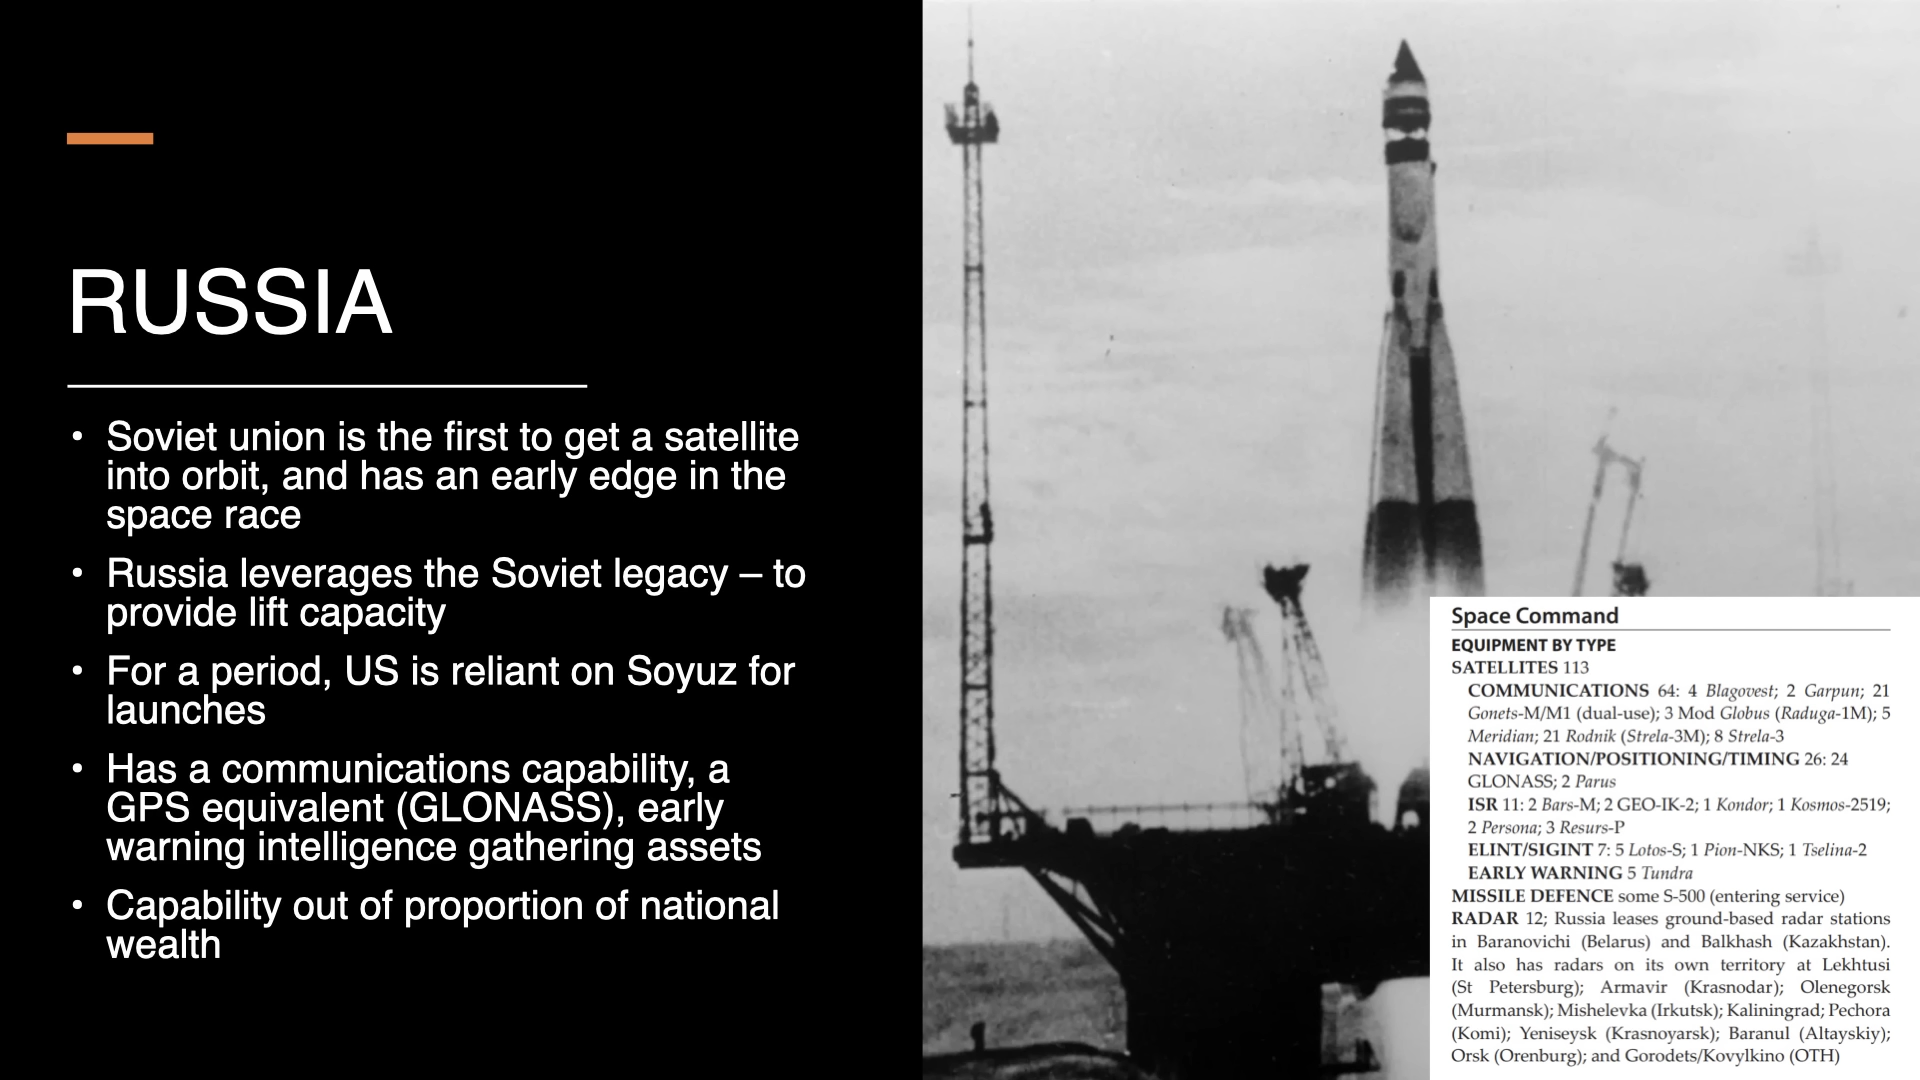 RUSSIA
• Soviet union is the first to get a satellite
into orbit, and has an early edge in the
space race
• Russia leverages the Soviet legacy – to
provide lift capacity
• For a period, US is reliant on Soyuz for
launches
• Has a communications capability, a
GPS equivalent (GLONASS), early
warning intelligence gathering assets
• Capability out of proportion of national
wealth
Space Command
EQUIPMENT BY TYPE
SATELLITES 113
COMMUNICATIONS 64: 4 Blagovest; 2 Garpun; 21
Gonets-M/M1 (dual-use); 3 Mod Globus (Raduga-1M); 5
Meridian; 21 Rodnik (Strela-3M); 8 Strela-3
NAVIGATION/POSITIONING/TIMING 26: 24
GLONASS; 2 Parus
ISR 11: 2 Bars-M; 2 GEO-IK-2; 1 Kondor; 1 Kosmos-2519;
2 Persona; 3 Resurs-P
ELINT/SIGINT 7: 5 Lotos-S; 1 Pion-NKS; 1 Tselina-2
EARLY WARNING 5 Tundra
MISSILE DEFENCE some S-500 (entering service)
RADAR 12; Russia leases ground-based radar stations
in Baranovichi (Belarus) and Balkhash (Kazakhstan).
It also has radars on its own territory at Lekhtusi
(St Petersburg); Armavir (Krasnodar); Olenegorsk
(Murmansk); Mishelevka (Irkutsk); Kaliningrad; Pechora
(Komi); Yeniseysk (Krasnoyarsk); Baranul (Altayskiy);
Orsk (Orenburg); and Gorodets/Kovylkino (OTH)